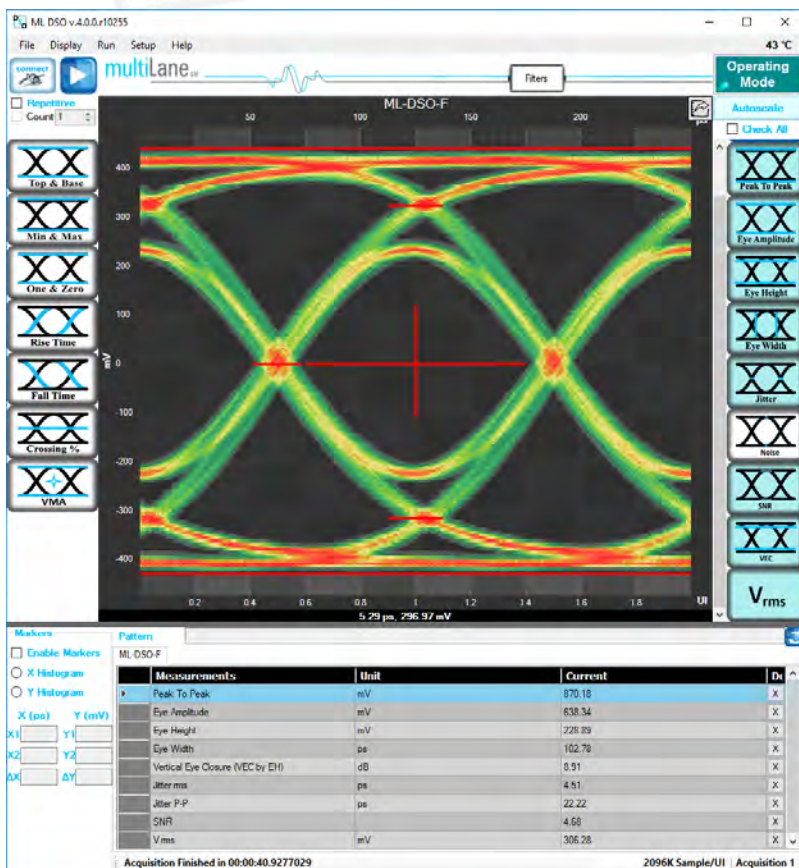 ML DSO v.4.0.0.r10255
File Display Run Setup Help
43 °C
connect
multiLane
Filters
Operating Mode
Repetitive
Count 1
Autoscale
Check All
ML-DSO-F
50 100 200
400
300
200
100
0
-100
-200
-300
-400
mV
0.2 0.4 0.6 0.8 1 1.2 1.4 1.6 1.8 UI
5.29 ps, 296.97 mV
Top & Base
Min & Max
One & Zero
Rise Time
Fall Time
Crossing %
VMA
Peak To Peak
Eye Amplitude
Eye Height
Eye Width
Jitter
Noise
SNR
VEC
Vrms
Markers
Enable Markers
X Histogram
Y Histogram
X (ps) Y (mV)
X1 Y1
X2 Y2
ΔX ΔY
Pattern
ML-DSO-F
Measurements Unit Current De
Peak To Peak mV 870.18 X
Eye Amplitude mV 638.34 X
Eye Height mV 228.89 X
Eye Width ps 102.78 X
Vertical Eye Closure (VEC by EH) dB 8.91 X
Jitter rms ps 4.51 X
Jitter P-P ps 22.22 X
SNR 4.68 X
V rms mV 306.28 X
Acquisition Finished in 00:00:40.9277029
2096K Sample/UI Acquisition 1